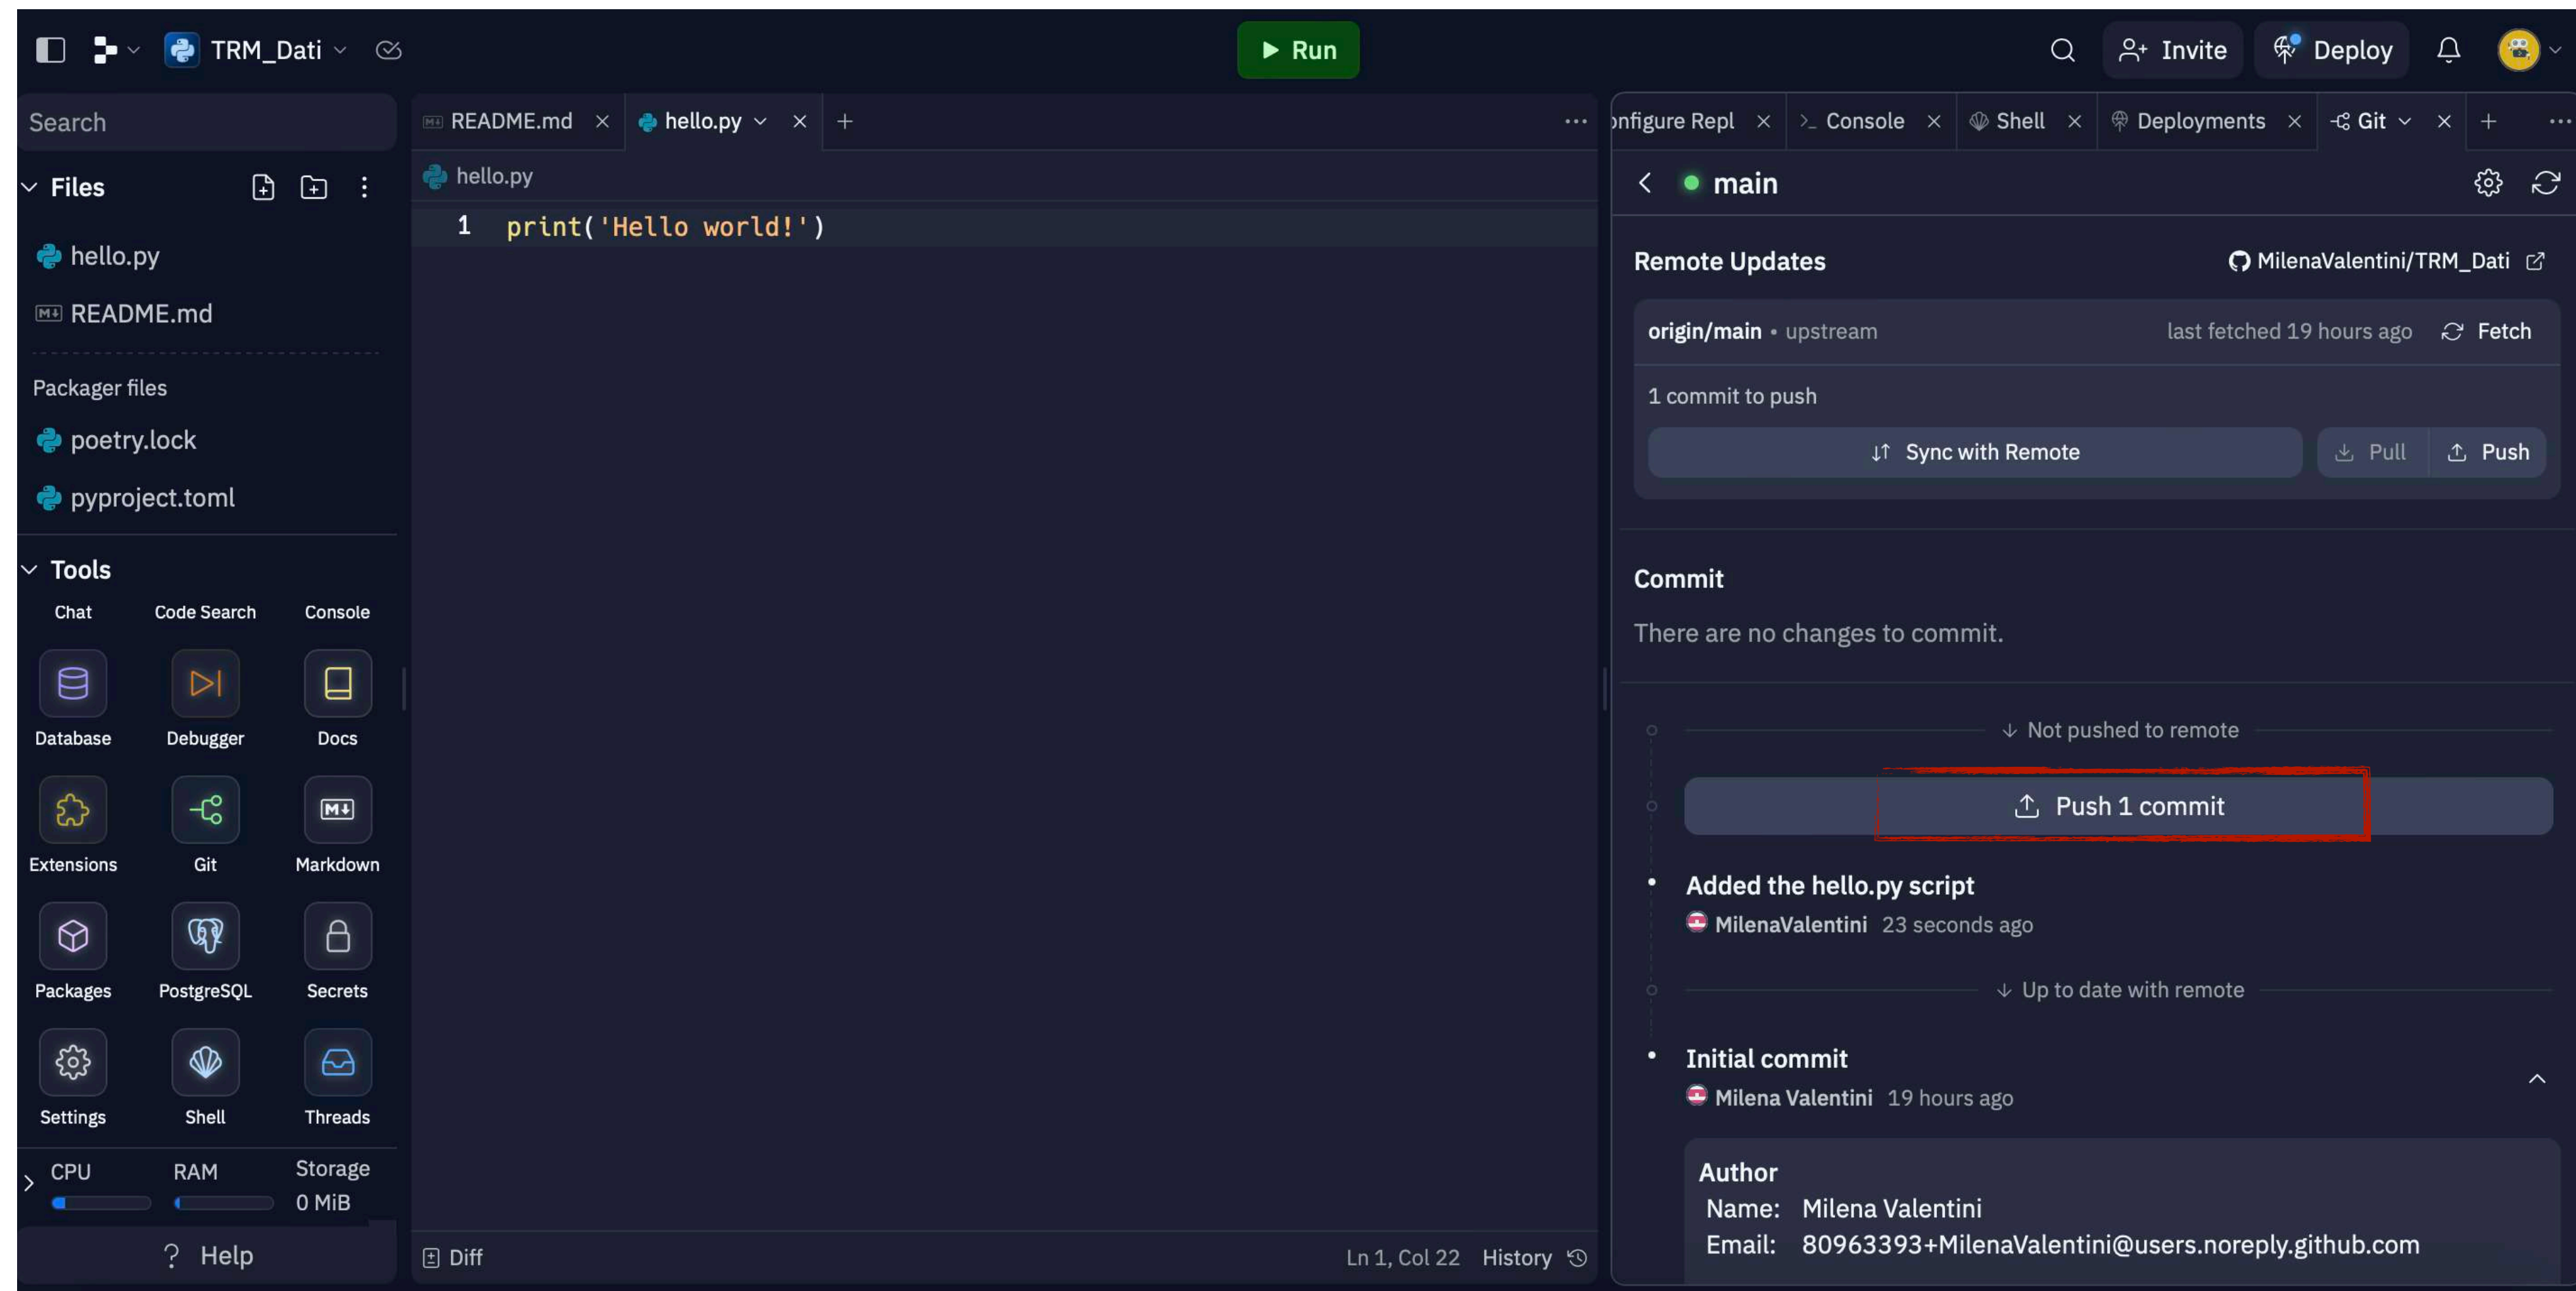 TRM_Dati
Run
Invite
Deploy
Search
Files
hello.py
README.md
Packager files
poetry.lock
pyproject.toml
Tools
Chat Code Search Console
Database Debugger Docs
Extensions Git Markdown
Packages PostgreSQL Secrets
Settings Shell Threads
CPU RAM Storage
0 MiB
? Help
README.md hello.py
hello.py
1 print('Hello world!')
Diff
Ln 1, Col 22 History
onfigure Repl Console Shell Deployments Git
main
Remote Updates MilenaValentini/TRM_Dati
origin/main • upstream last fetched 19 hours ago Fetch
1 commit to push
Sync with Remote Pull Push
Commit
There are no changes to commit.
Not pushed to remote
Push 1 commit
Added the hello.py script
MilenaValentini 23 seconds ago
Up to date with remote
Initial commit
Milena Valentini 19 hours ago
Author
Name: Milena Valentini
Email: 80963393+MilenaValentini@users.noreply.github.com